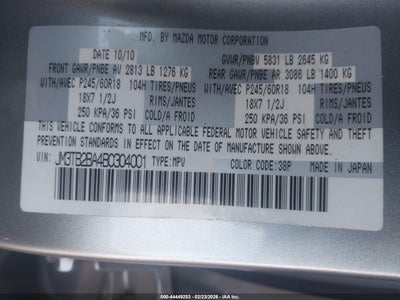 MFD. BY MAZDA MOTOR CORPORATION
DATE 10/10 GVWR/PNBV 5831 LB 2645 KG
FRONT GAWR/PNBE AV 2813 LB 1276 KG REAR GAWR/PNBE AR 3086 LB 1400 KG
WITH/AVEC P245/60R18 104H TIRES/PNEUS WITH/AVEC P245/60R18 104H TIRES/PNEUS
18X7 1/2J RIMS/JANTES 18X7 1/2J RIMS/JANTES
250 KPA/36 PSI COLD/A FROID 250 KPA/36 PSI COLD/A FROID
THIS VEHICLE CONFORMS TO ALL APPLICABLE FEDERAL MOTOR VEHICLE SAFETY AND THEFT
PREVENTION STANDARDS IN EFFECT ON THE DATE OF MANUFACTURE SHOWN ABOVE.
VIN: JM3TB2BA4B0304001 TYPE: MPV COLOR CODE: 38P MADE IN JAPAN
000-44449253 - 02/23/2026 - IAA Inc.